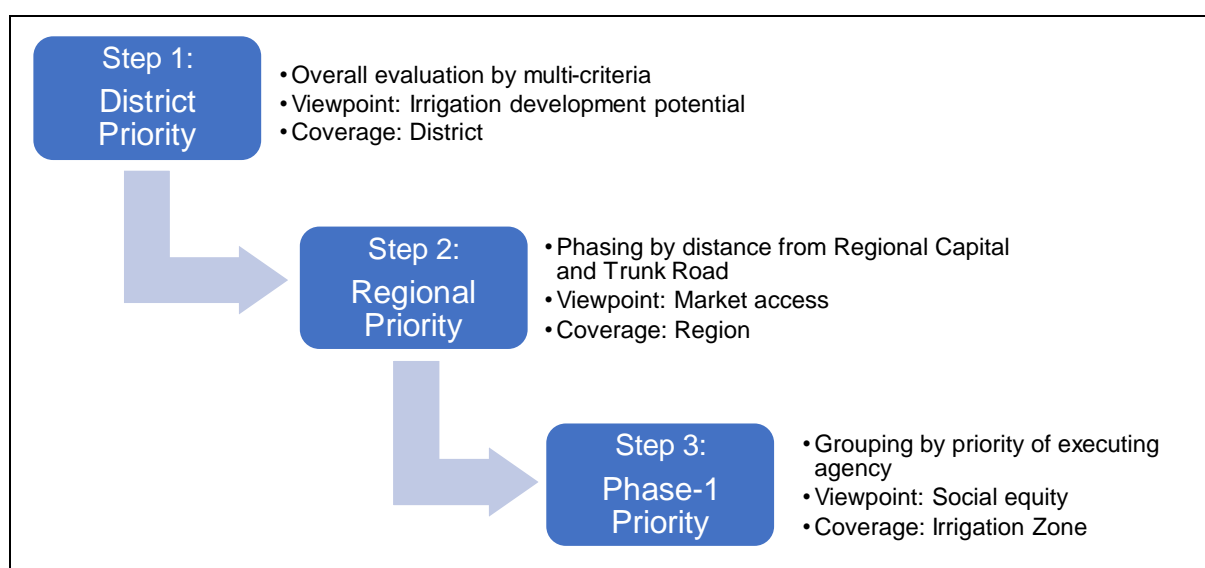 Step 1:
District
Priority
•Overall evaluation by multi-criteria
•Viewpoint: Irrigation development potential
•Coverage: District
Step 2:
Regional
Priority
•Phasing by distance from Regional Capital
and Trunk Road
•Viewpoint: Market access
•Coverage: Region
Step 3:
Phase-1
Priority
•Grouping by priority of executing
agency
•Viewpoint: Social equity
•Coverage: Irrigation Zone